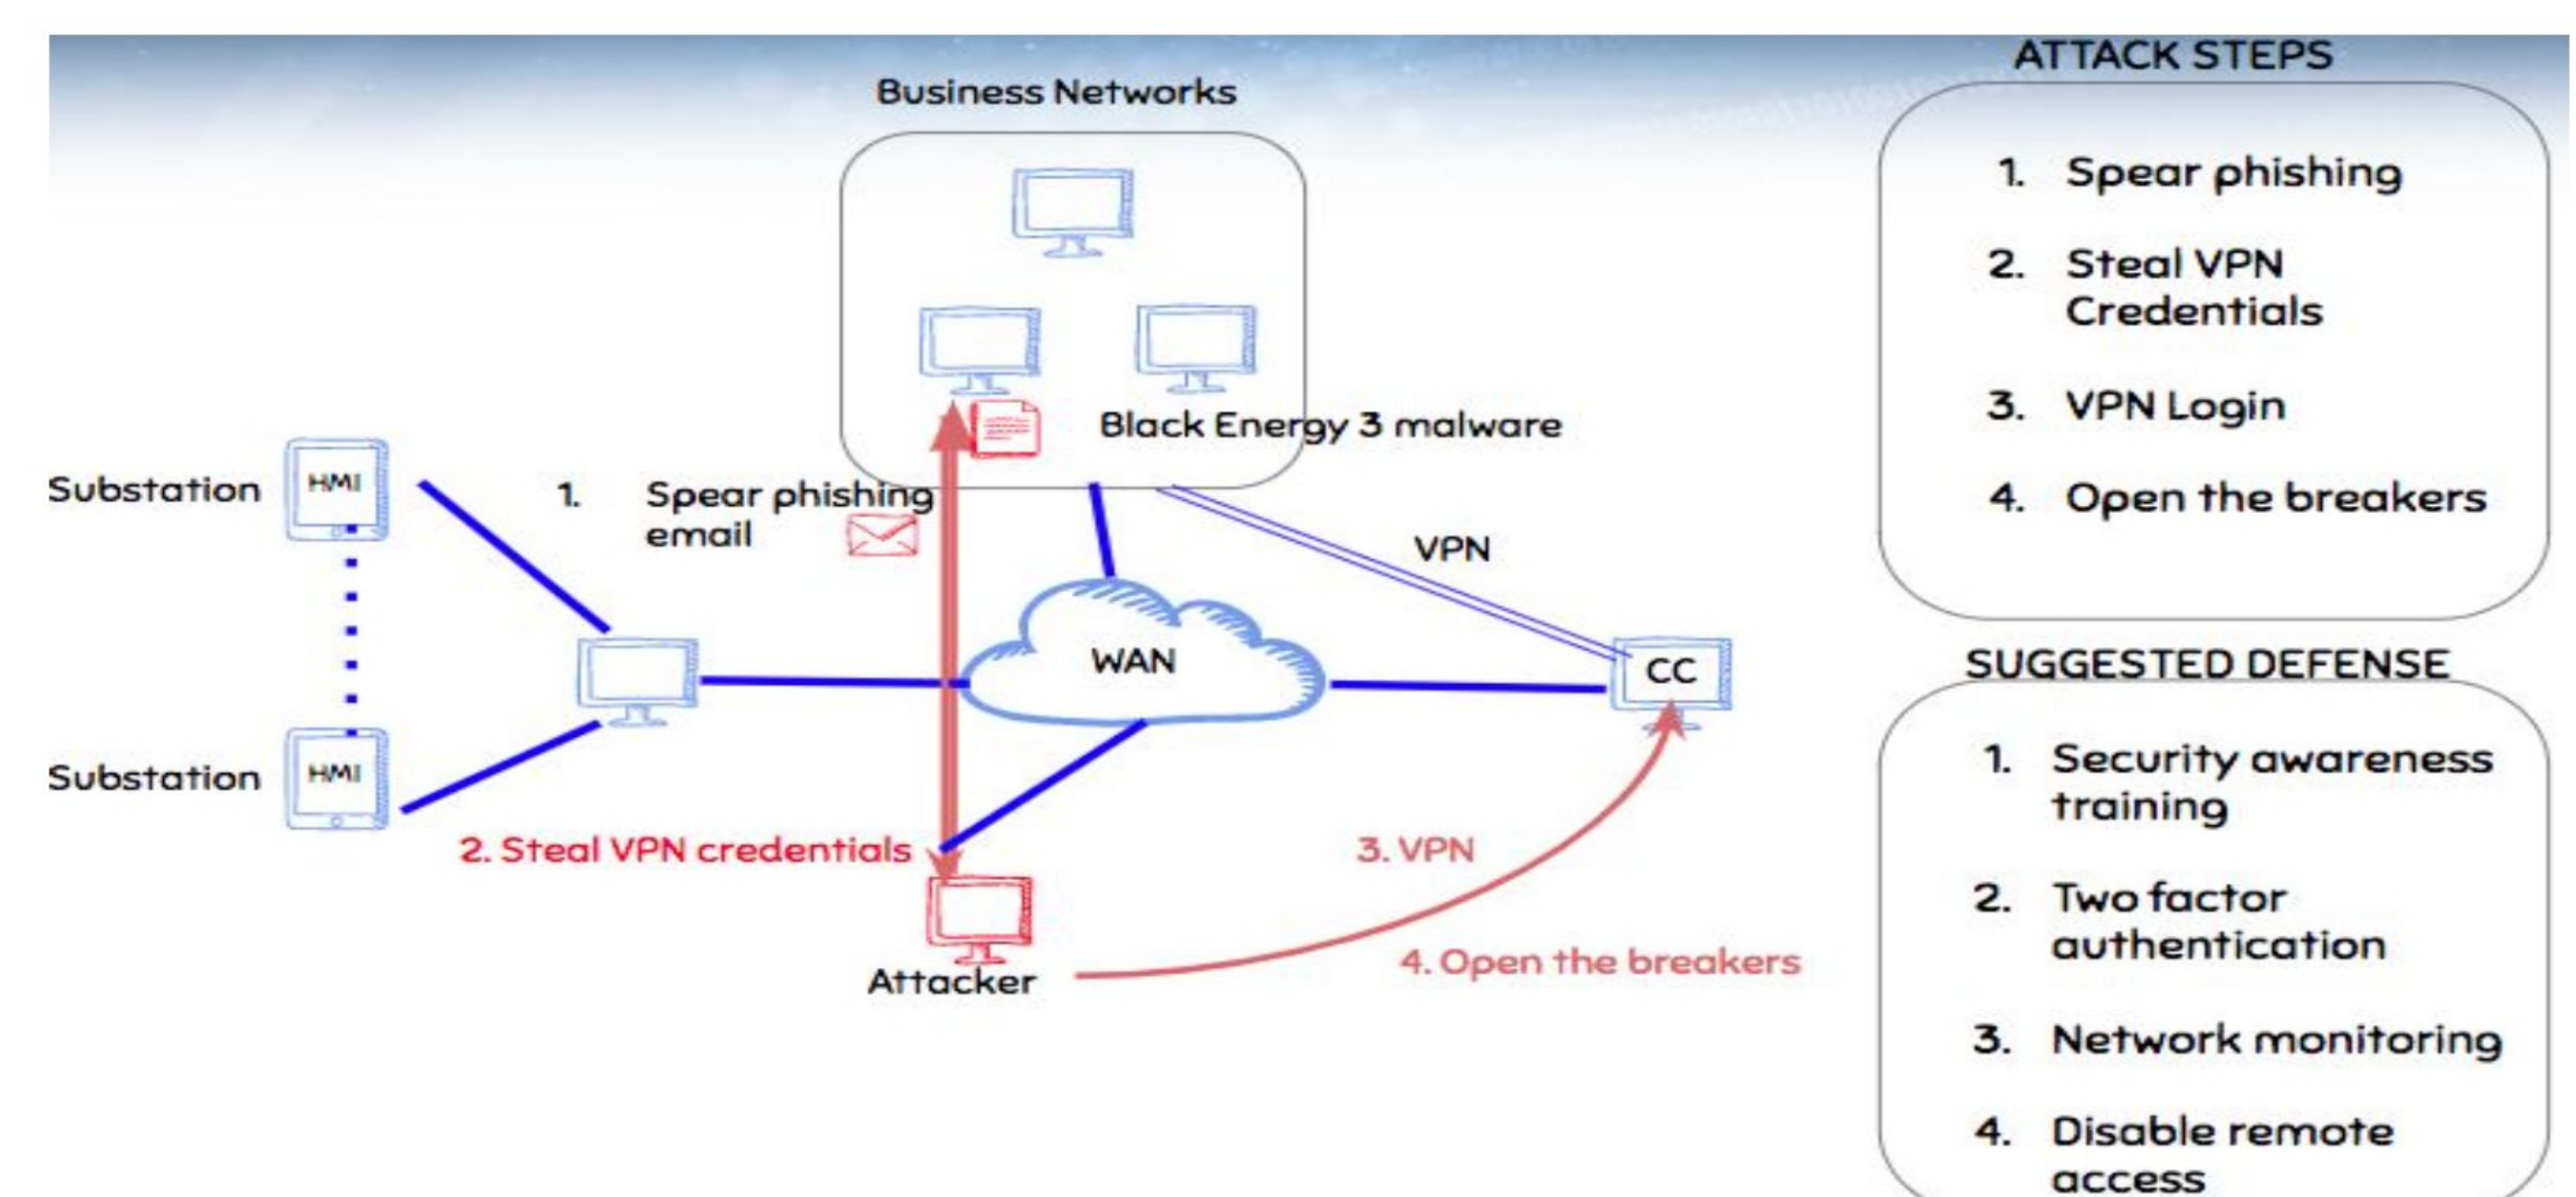 Business Networks
Black Energy 3 malware
Substation
HMI
1. Spear phishing
email
VPN
WAN
CC
Substation
HMI
2. Steal VPN credentials
3. VPN
4. Open the breakers
Attacker
ATTACK STEPS
1. Spear phishing
2. Steal VPN
Credentials
3. VPN Login
4. Open the breakers
SUGGESTED DEFENSE
1. Security awareness
training
2. Two factor
authentication
3. Network monitoring
4. Disable remote
access